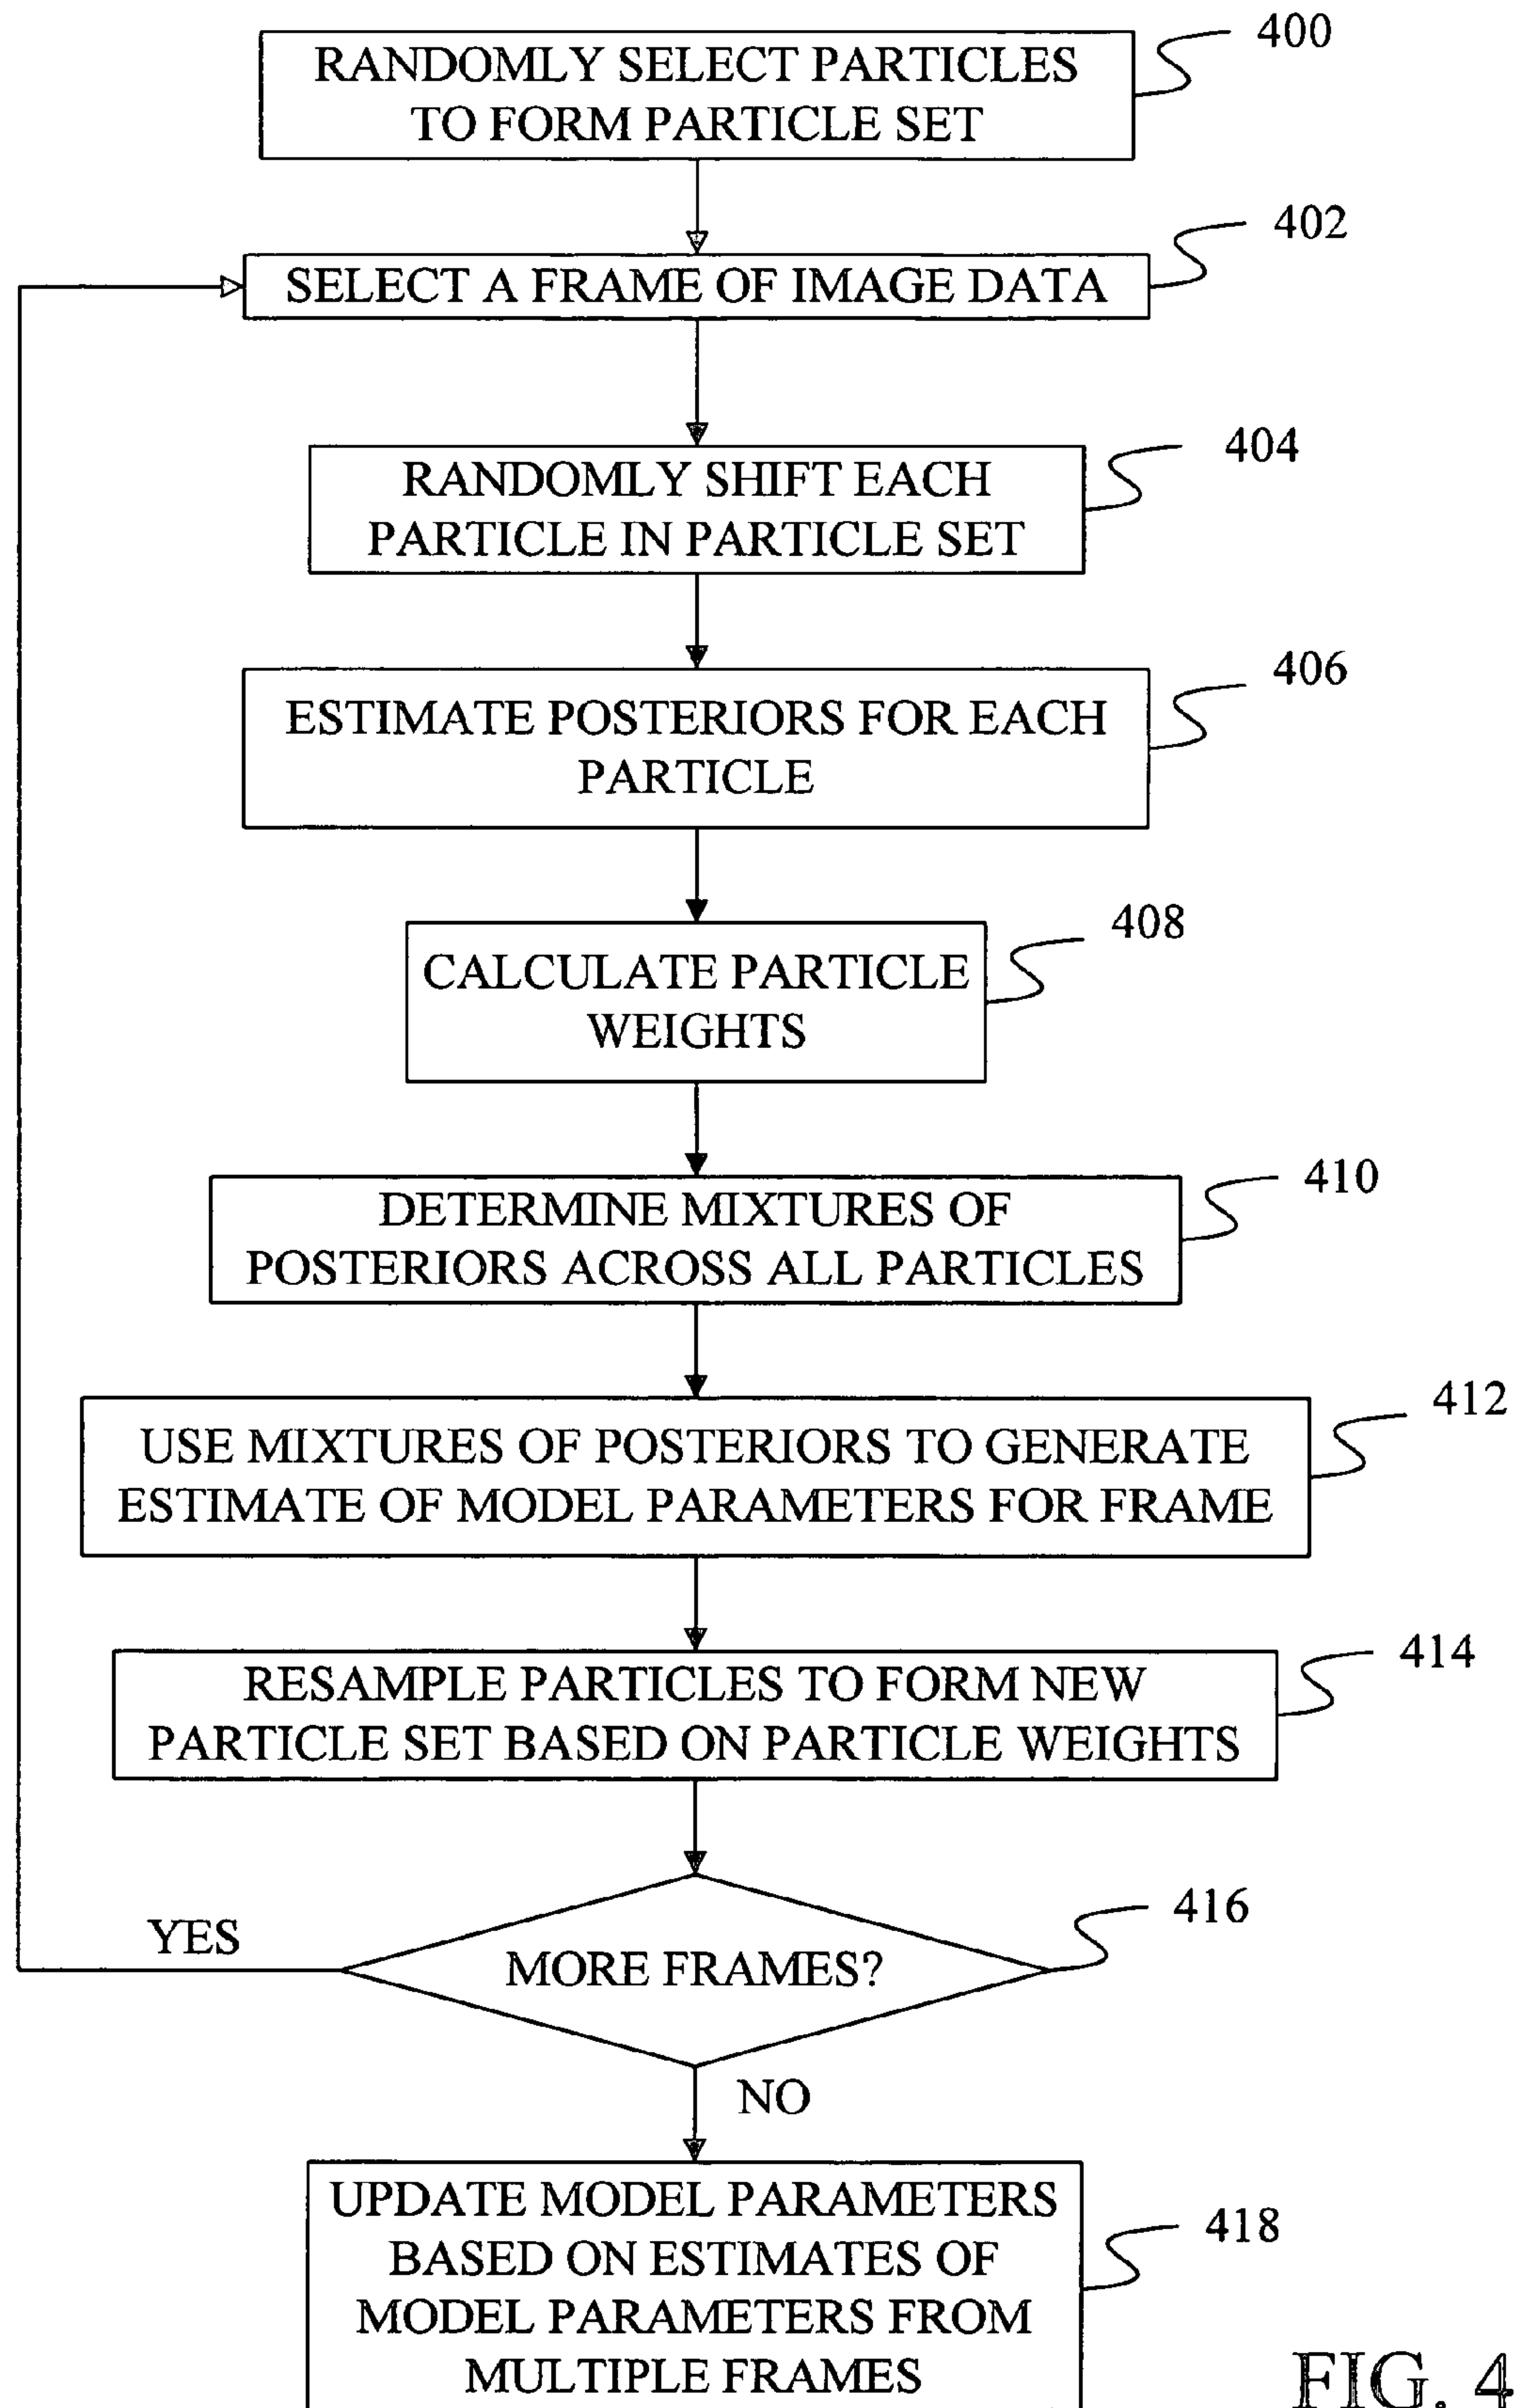 400
RANDOMLY SELECT PARTICLES
TO FORM PARTICLE SET
402
SELECT A FRAME OF IMAGE DATA
404
RANDOMLY SHIFT EACH
PARTICLE IN PARTICLE SET
406
ESTIMATE POSTERIORS FOR EACH
PARTICLE
408
CALCULATE PARTICLE
WEIGHTS
410
DETERMINE MIXTURES OF
POSTERIORS ACROSS ALL PARTICLES
412
USE MIXTURES OF POSTERIORS TO GENERATE
ESTIMATE OF MODEL PARAMETERS FOR FRAME
414
RESAMPLE PARTICLES TO FORM NEW
PARTICLE SET BASED ON PARTICLE WEIGHTS
416
YES
MORE FRAMES?
NO
418
UPDATE MODEL PARAMETERS
BASED ON ESTIMATES OF
MODEL PARAMETERS FROM
MULTIPLE FRAMES
FIG. 4